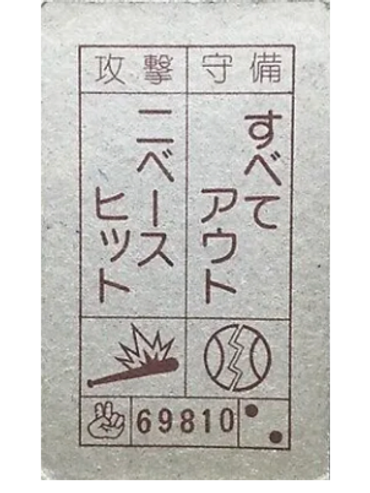 攻撃
守備
二ベース
ヒット
すべて
アウト
69810